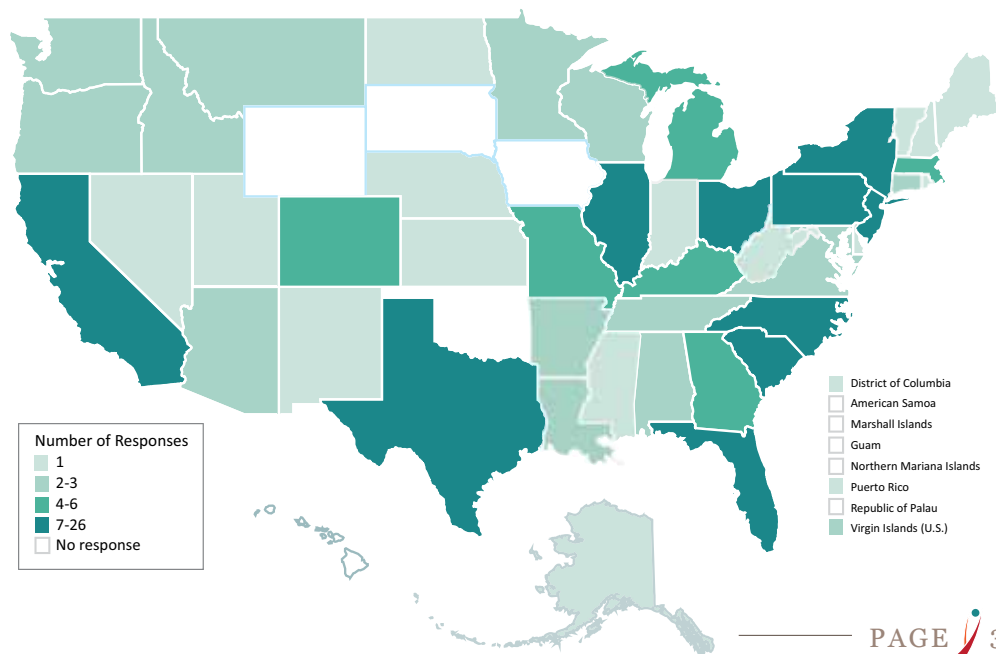 District of Columbia
American Samoa
Marshall Islands
Guam
Northern Mariana Islands
Puerto Rico
Republic of Palau
Virgin Islands (U.S.)
Number of Responses
1
2-3
4-6
7-26
No response
PAGE 3